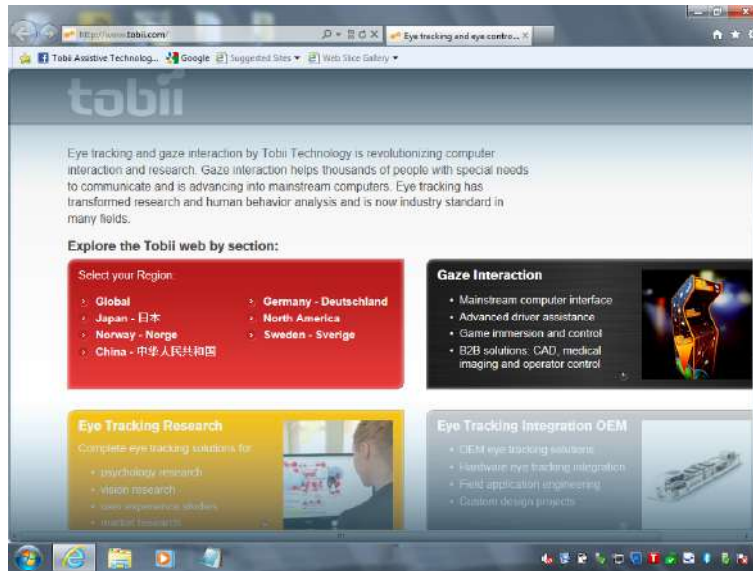 http://www.tobii.com/
Eye tracking and eye contro...
Tobii Assistive Technolog...
Google
Suggested Sites
Web Slice Gallery
tobii
Eye tracking and gaze interaction by Tobii Technology is revolutionizing computer
interaction and research. Gaze interaction helps thousands of people with special needs
to communicate and is advancing into mainstream computers. Eye tracking has
transformed research and human behavior analysis and is now industry standard in
many fields.
Explore the Tobii web by section:
Select your Region:
Global
Japan - 日本
Norway - Norge
China - 中华人民共和国
Germany - Deutschland
North America
Sweden - Sverige
Gaze Interaction
• Mainstream computer interface
• Advanced driver assistance
• Game immersion and control
• B2B solutions: CAD, medical
imaging and operator control
Eye Tracking Research
Complete eye tracking solutions for
• psychology research
• vision research
• user experience studies
• market research
Eye Tracking Integration OEM
• OEM eye tracking solutions
• Hardware eye tracking integration
• Field application engineering
• Custom design projects